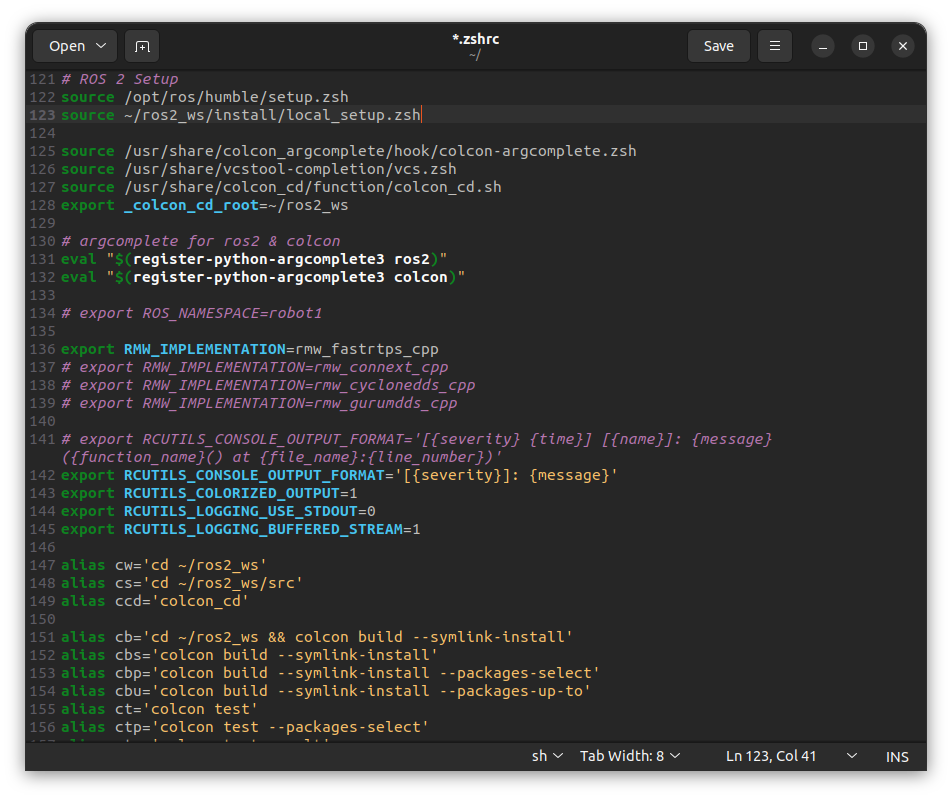 Open
*.zshrc
~/
Save
121 # ROS 2 Setup
122 source /opt/ros/humble/setup.zsh
123 source ~/ros2_ws/install/local_setup.zsh
124
125 source /usr/share/colcon_argcomplete/hook/colcon-argcomplete.zsh
126 source /usr/share/vcstool-completion/vcs.zsh
127 source /usr/share/colcon_cd/function/colcon_cd.sh
128 export _colcon_cd_root=~/ros2_ws
129
130 # argcomplete for ros2 & colcon
131 eval "$(register-python-argcomplete3 ros2)"
132 eval "$(register-python-argcomplete3 colcon)"
133
134 # export ROS_NAMESPACE=robot1
135
136 export RMW_IMPLEMENTATION=rmw_fastrtps_cpp
137 # export RMW_IMPLEMENTATION=rmw_connext_cpp
138 # export RMW_IMPLEMENTATION=rmw_cyclonedds_cpp
139 # export RMW_IMPLEMENTATION=rmw_gurumdds_cpp
140
141 # export RCUTILS_CONSOLE_OUTPUT_FORMAT='[{severity} {time}] [{name}]: {message}
({function_name}() at {file_name}:{line_number})'
142 export RCUTILS_CONSOLE_OUTPUT_FORMAT='[{severity}]: {message}'
143 export RCUTILS_COLORIZED_OUTPUT=1
144 export RCUTILS_LOGGING_USE_STDOUT=0
145 export RCUTILS_LOGGING_BUFFERED_STREAM=1
146
147 alias cw='cd ~/ros2_ws'
148 alias cs='cd ~/ros2_ws/src'
149 alias ccd='colcon_cd'
150
151 alias cb='cd ~/ros2_ws && colcon build --symlink-install'
152 alias cbs='colcon build --symlink-install'
153 alias cbp='colcon build --symlink-install --packages-select'
154 alias cbu='colcon build --symlink-install --packages-up-to'
155 alias ct='colcon test'
156 alias ctp='colcon test --packages-select'
sh Tab Width: 8 Ln 123, Col 41 INS